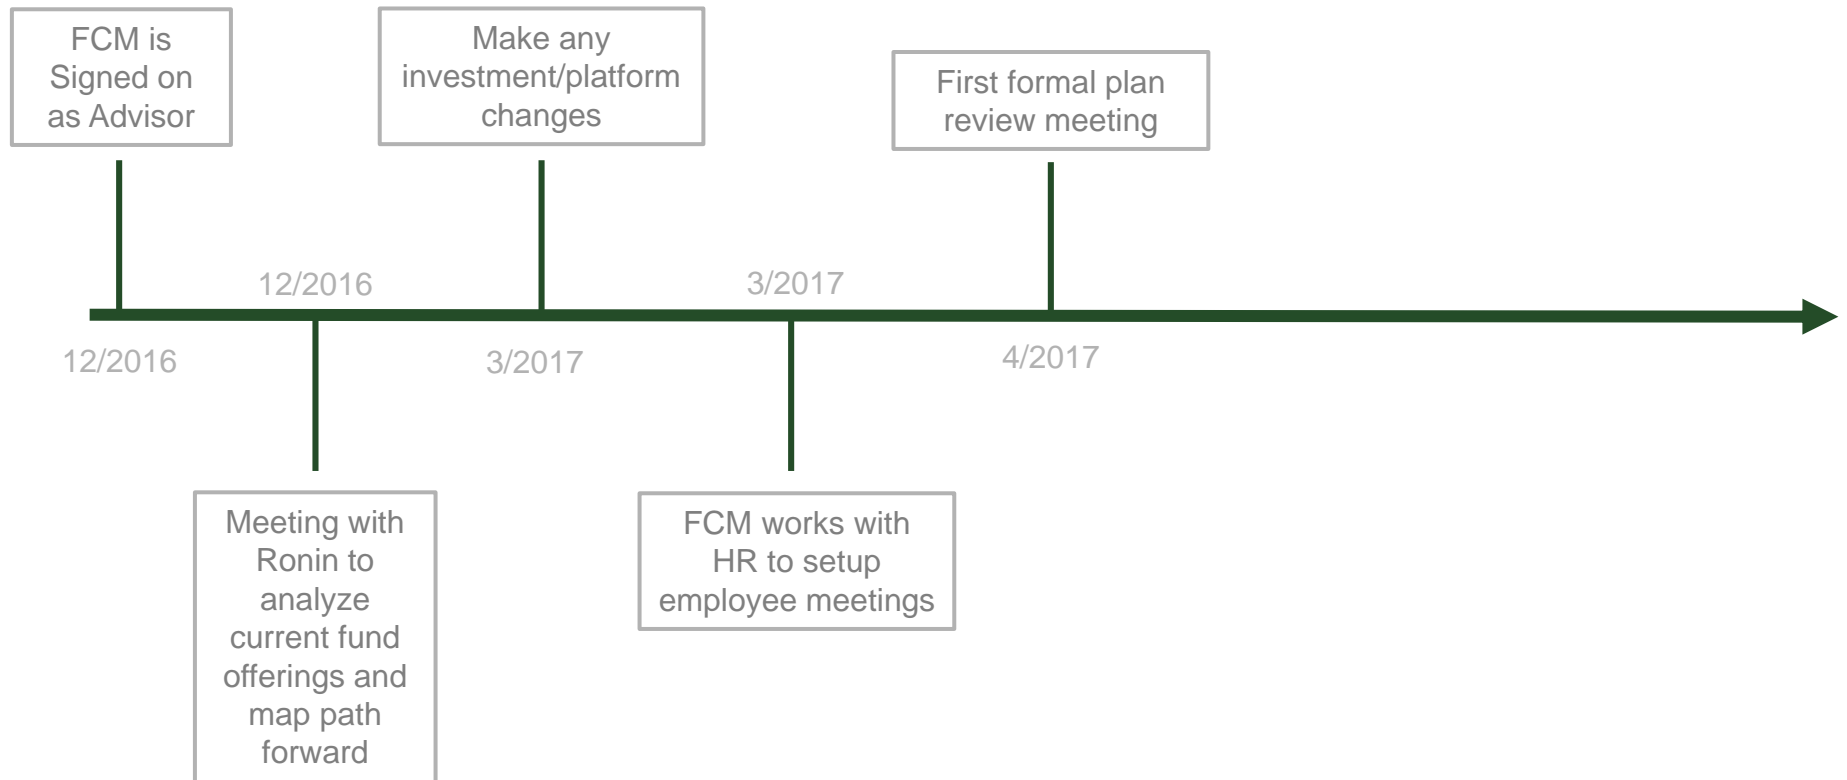 FCM is
Signed on
as Advisor
Make any
investment/platform
changes
First formal plan
review meeting
12/2016
3/2017
12/2016
3/2017
4/2017
Meeting with
Ronin to
analyze
current fund
offerings and
map path
forward
FCM works with
HR to setup
employee meetings